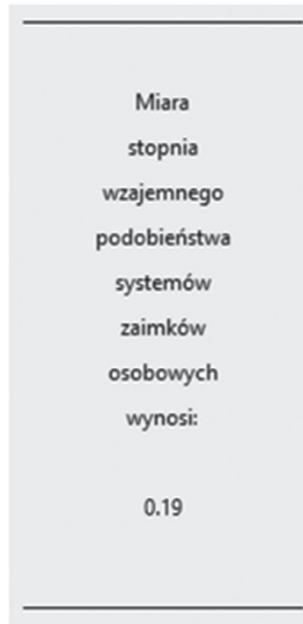 Miara
stopnia
wzajemnego
podobieństwa
systemów
zaimków
osobowych
wynosi:
0.19